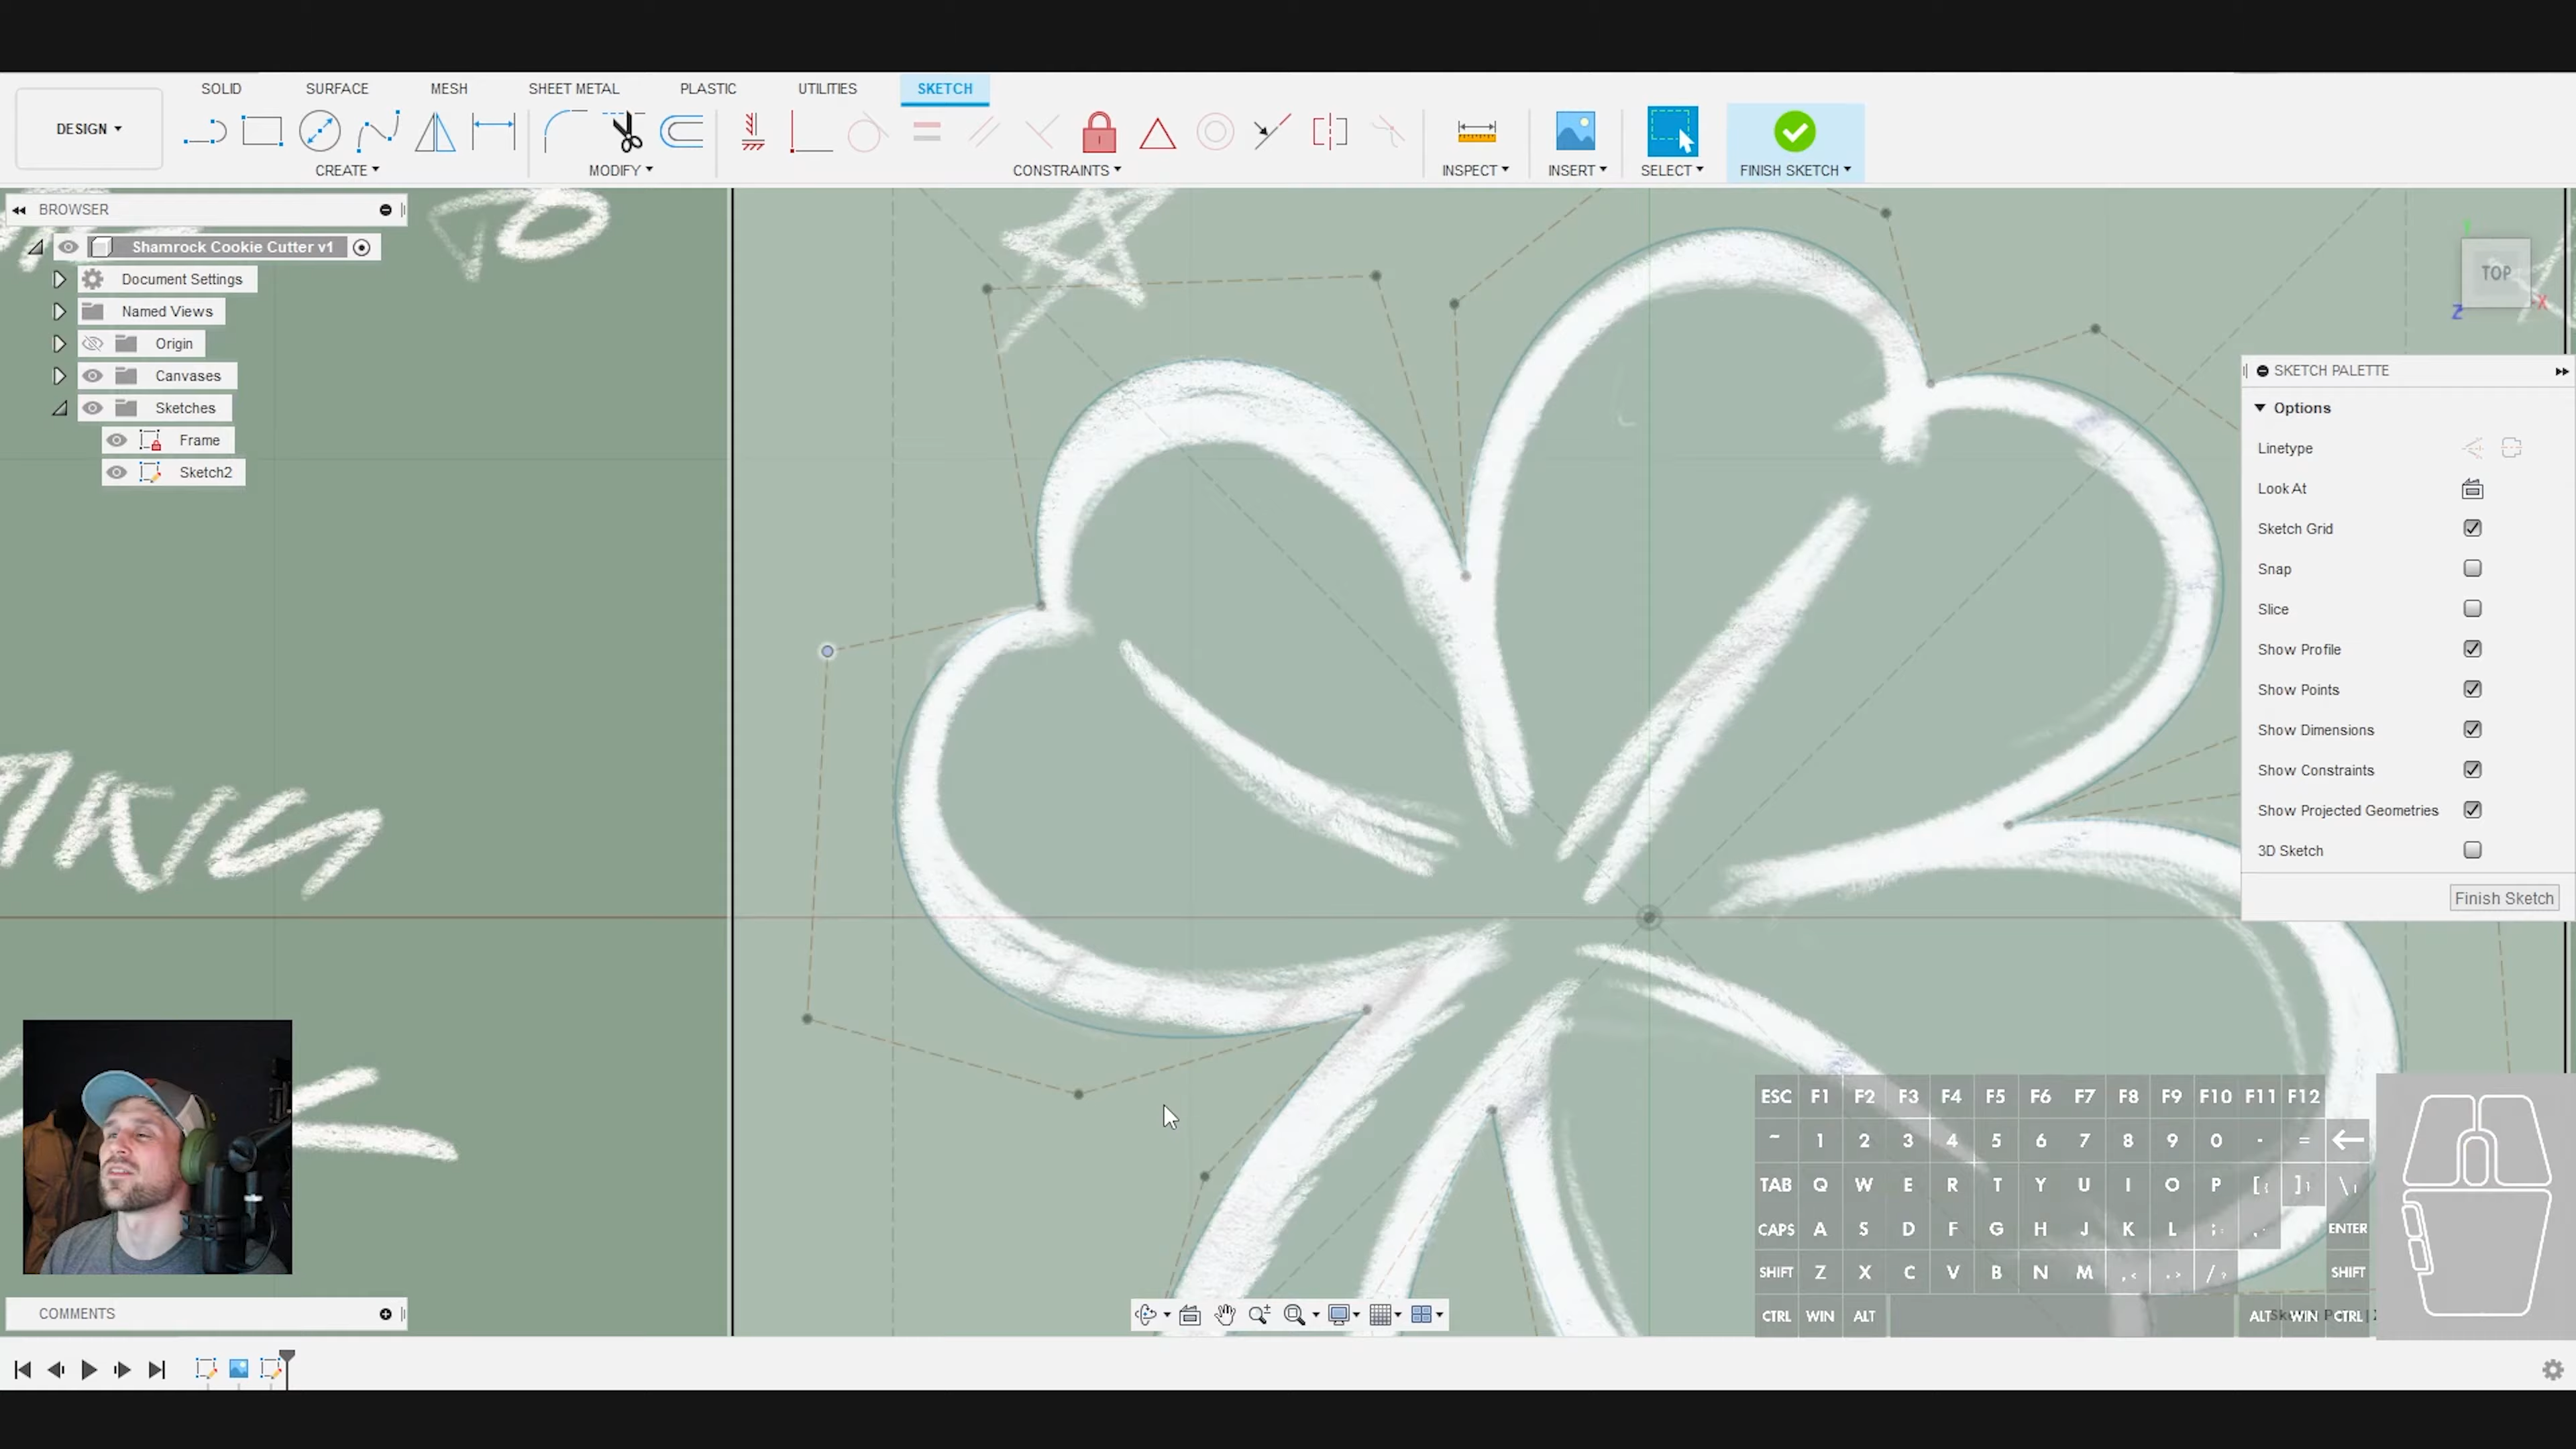 SOLID SURFACE MESH SHEET METAL PLASTIC UTILITIES SKETCH
DESIGN
CREATE MODIFY CONSTRAINTS INSPECT INSERT SELECT FINISH SKETCH
BROWSER
Shamrock Cookie Cutter v1
Document Settings
Named Views
Origin
Canvases
Sketches
Frame
Sketch2
TOP
Z
X
SKETCH PALETTE
Options
Linetype
Look At
Sketch Grid
Snap
Slice
Show Profile
Show Points
Show Dimensions
Show Constraints
Show Projected Geometries
3D Sketch
Finish Sketch
ESC F1 F2 F3 F4 F5 F6 F7 F8 F9 F10 F11 F12
~ 1 2 3 4 5 6 7 8 9 0 - =
TAB Q W E R T Y U I O P [{ ]} \|
CAPS A S D F G H J K L ;: ENTER
SHIFT Z X C V B N M ,< .> /? SHIFT
CTRL WIN ALT ALT WIN CTRL
COMMENTS